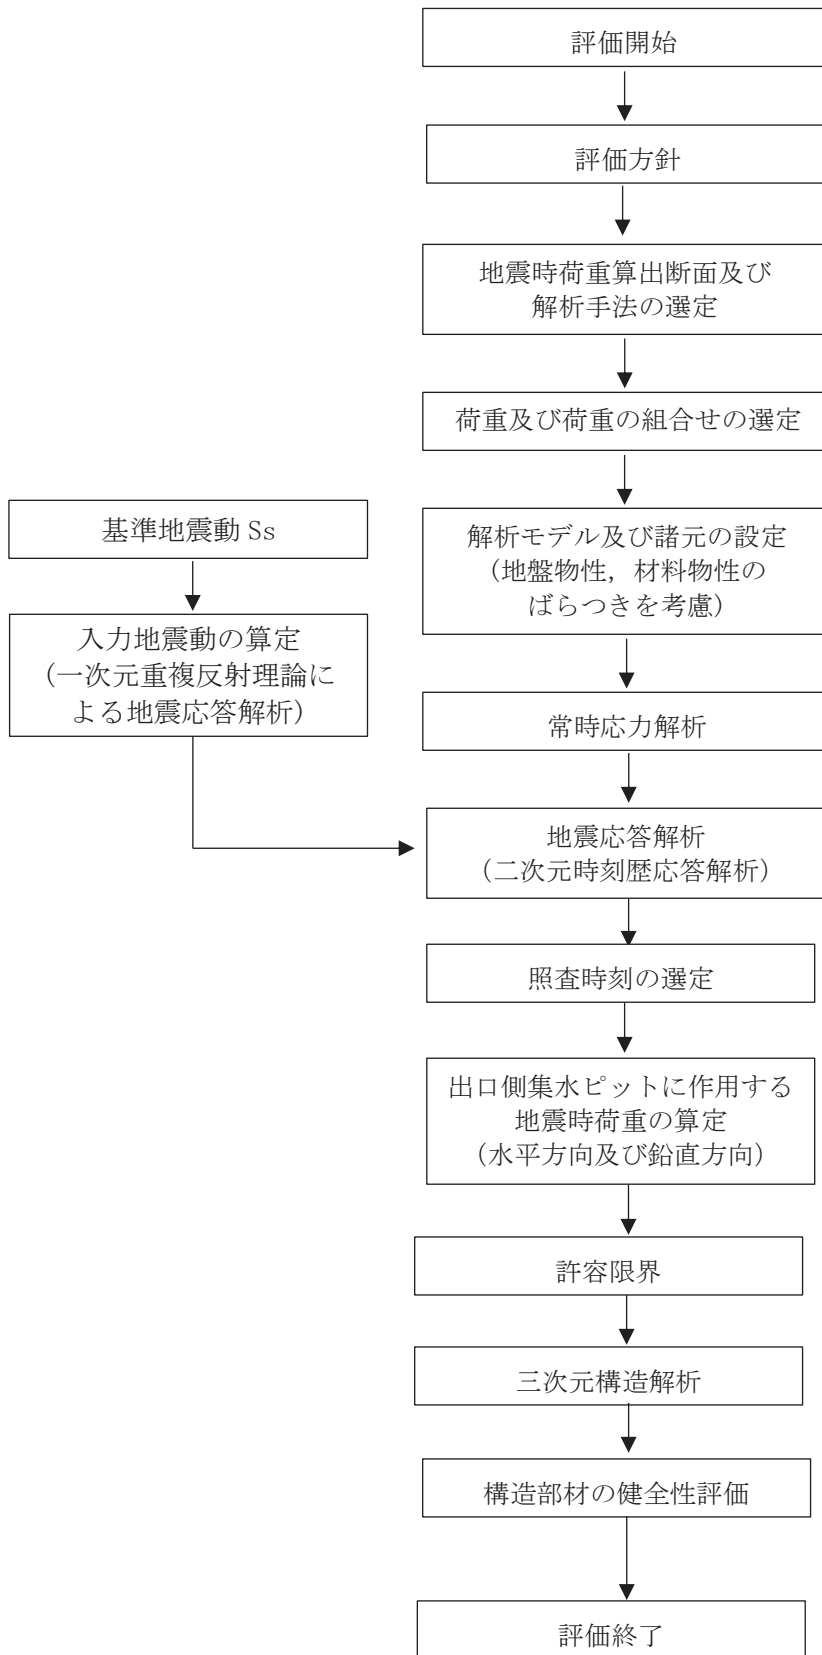 評価開始
評価方針
地震時荷重算出断面及び
解析手法の選定
荷重及び荷重の組合せの選定
基準地震動 Ss
入力地震動の算定
（一次元重複反射理論に
よる地震応答解析）
解析モデル及び諸元の設定
（地盤物性，材料物性の
ばらつきを考慮）
常時応力解析
地震応答解析
（二次元時刻歴応答解析）
照査時刻の選定
出口側集水ピットに作用する
地震時荷重の算定
（水平方向及び鉛直方向）
許容限界
三次元構造解析
構造部材の健全性評価
評価終了